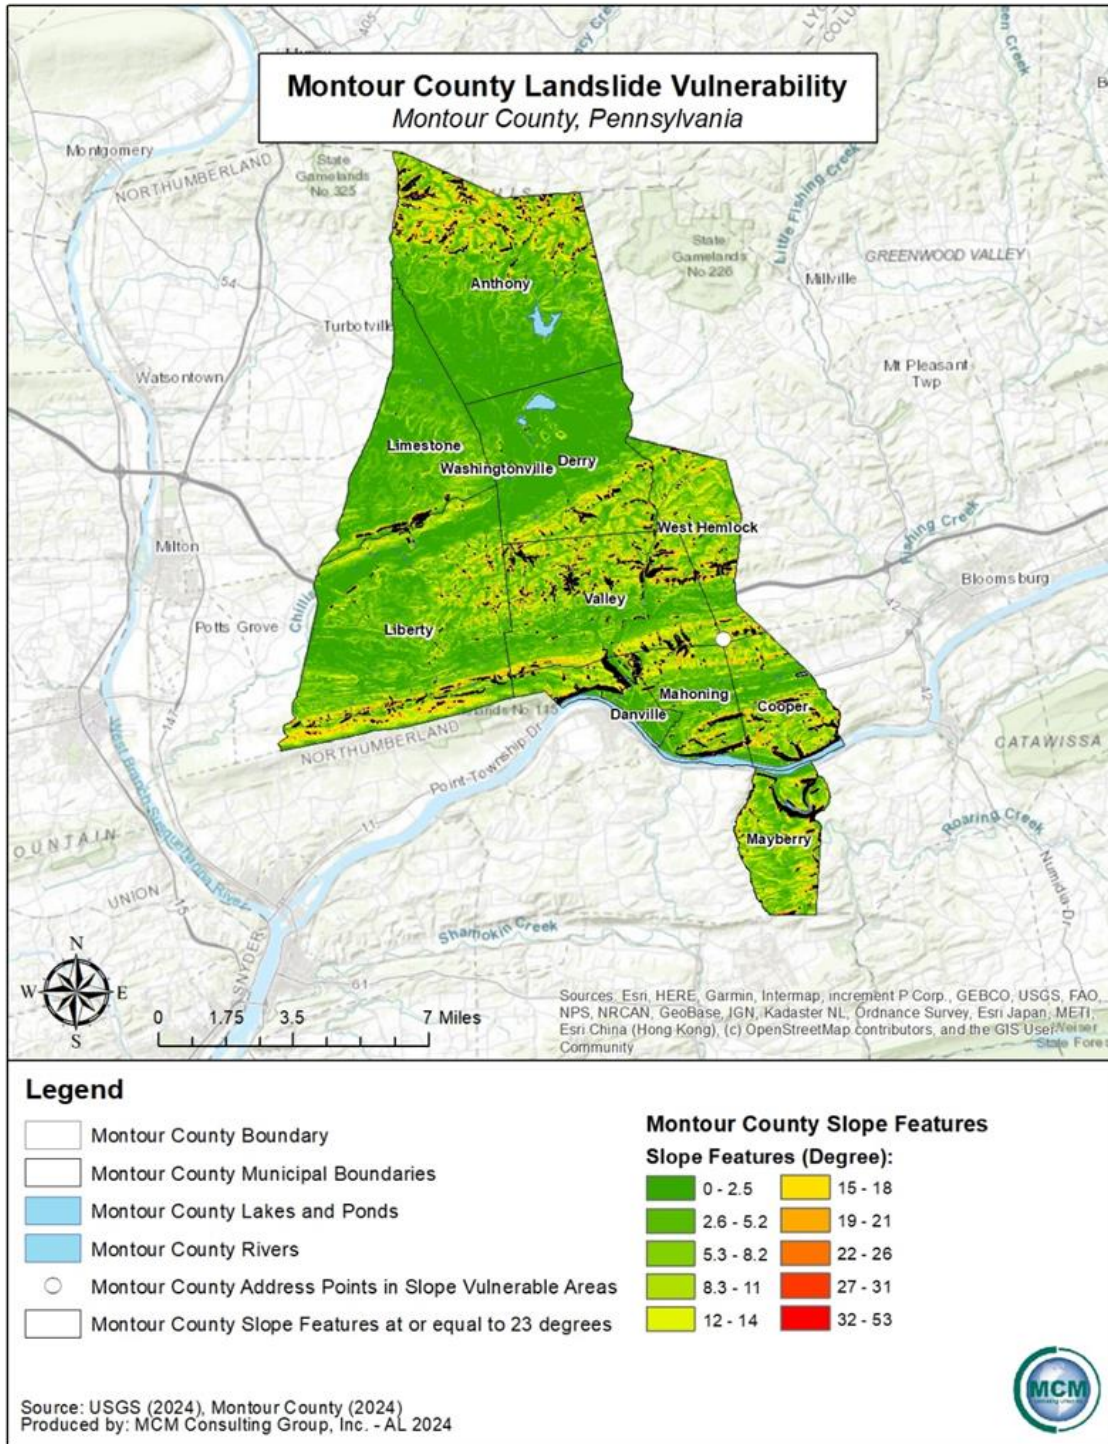 Montour County Landslide Vulnerability
Montour County, Pennsylvania
405
Montgomery
NORTHUMBERLAND
State
Gamelands
No 325
State
Gamelands
No 226
Little Fishing Creek
GREENWOOD VALLEY
Millville
Anthony
54
Turbotville
Watsontown
Mt Pleasant
Twp
Limestone
Washingtonville
Derry
West Hemlock
Fishing Creek
Milton
Bloomsburg
Valley
42
Potts Grove
Liberty
Mahoning
Danville
Cooper
42
147
NORTHUMBERLAND
Point-Township-Dr
CATAWISSA
West Branch Susquehanna River
11
Roaring Creek
Mayberry
Numidia-Dr
UNION
15
Shamokin Creek
SNYDER
61
N
W
E
S
0 1.75 3.5 7 Miles
Sources: Esri, HERE, Garmin, Intermap, increment P Corp., GEBCO, USGS, FAO,
NPS, NRCAN, GeoBase, IGN, Kadaster NL, Ordnance Survey, Esri Japan, METI,
Esri China (Hong Kong), (c) OpenStreetMap contributors, and the GIS User
Community
Legend
Montour County Boundary
Montour County Municipal Boundaries
Montour County Lakes and Ponds
Montour County Rivers
Montour County Address Points in Slope Vulnerable Areas
Montour County Slope Features at or equal to 23 degrees
Montour County Slope Features
Slope Features (Degree):
0 - 2.5
2.6 - 5.2
5.3 - 8.2
8.3 - 11
12 - 14
15 - 18
19 - 21
22 - 26
27 - 31
32 - 53
Source: USGS (2024), Montour County (2024)
Produced by: MCM Consulting Group, Inc. - AL 2024
MCM